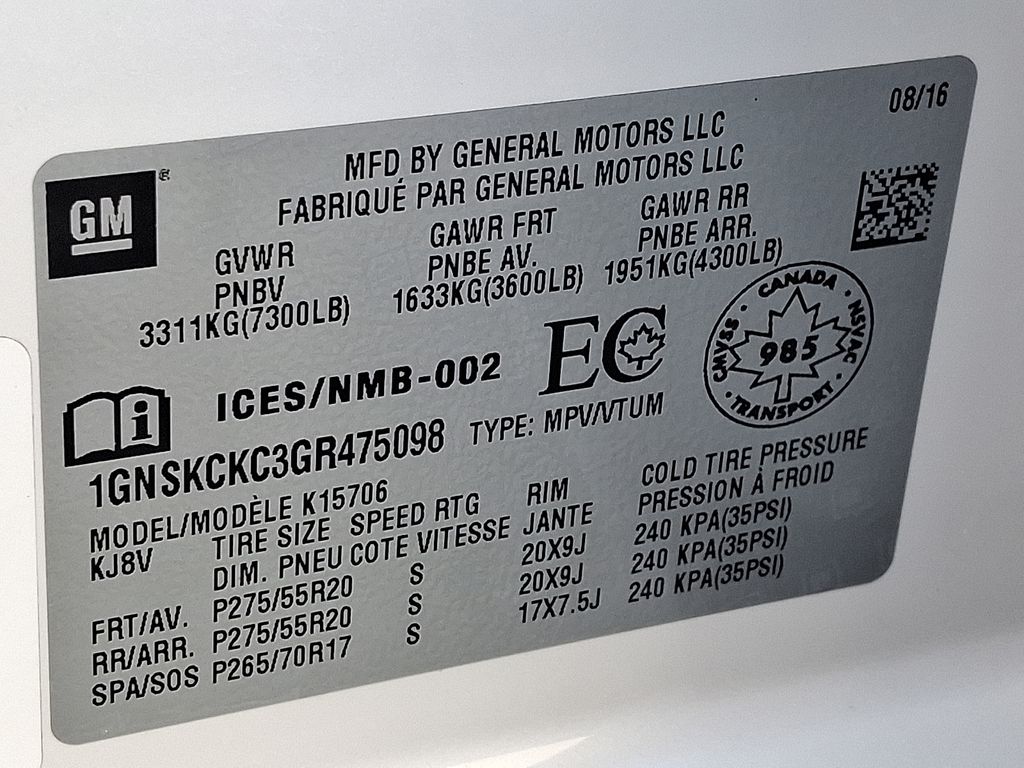 08/16
GM
MFD BY GENERAL MOTORS LLC
FABRIQUÉ PAR GENERAL MOTORS LLC
GVWR GAWR FRT GAWR RR
PNBV PNBE AV. PNBE ARR.
3311KG(7300LB) 1633KG(3600LB) 1951KG(4300LB)
ICES/NMB-002 EC
CANADA · NSVAC · TRANSPORT · CMVSS ·
985
i
1GNSKCKC3GR475098 TYPE: MPV/VTUM
MODEL/MODÈLE K15706
KJ8V TIRE SIZE SPEED RTG RIM COLD TIRE PRESSURE
DIM. PNEU COTE VITESSE JANTE PRESSION À FROID
FRT/AV. P275/55R20 S 20X9J 240 KPA(35PSI)
RR/ARR. P275/55R20 S 20X9J 240 KPA(35PSI)
SPA/SOS P265/70R17 S 17X7.5J 240 KPA(35PSI)